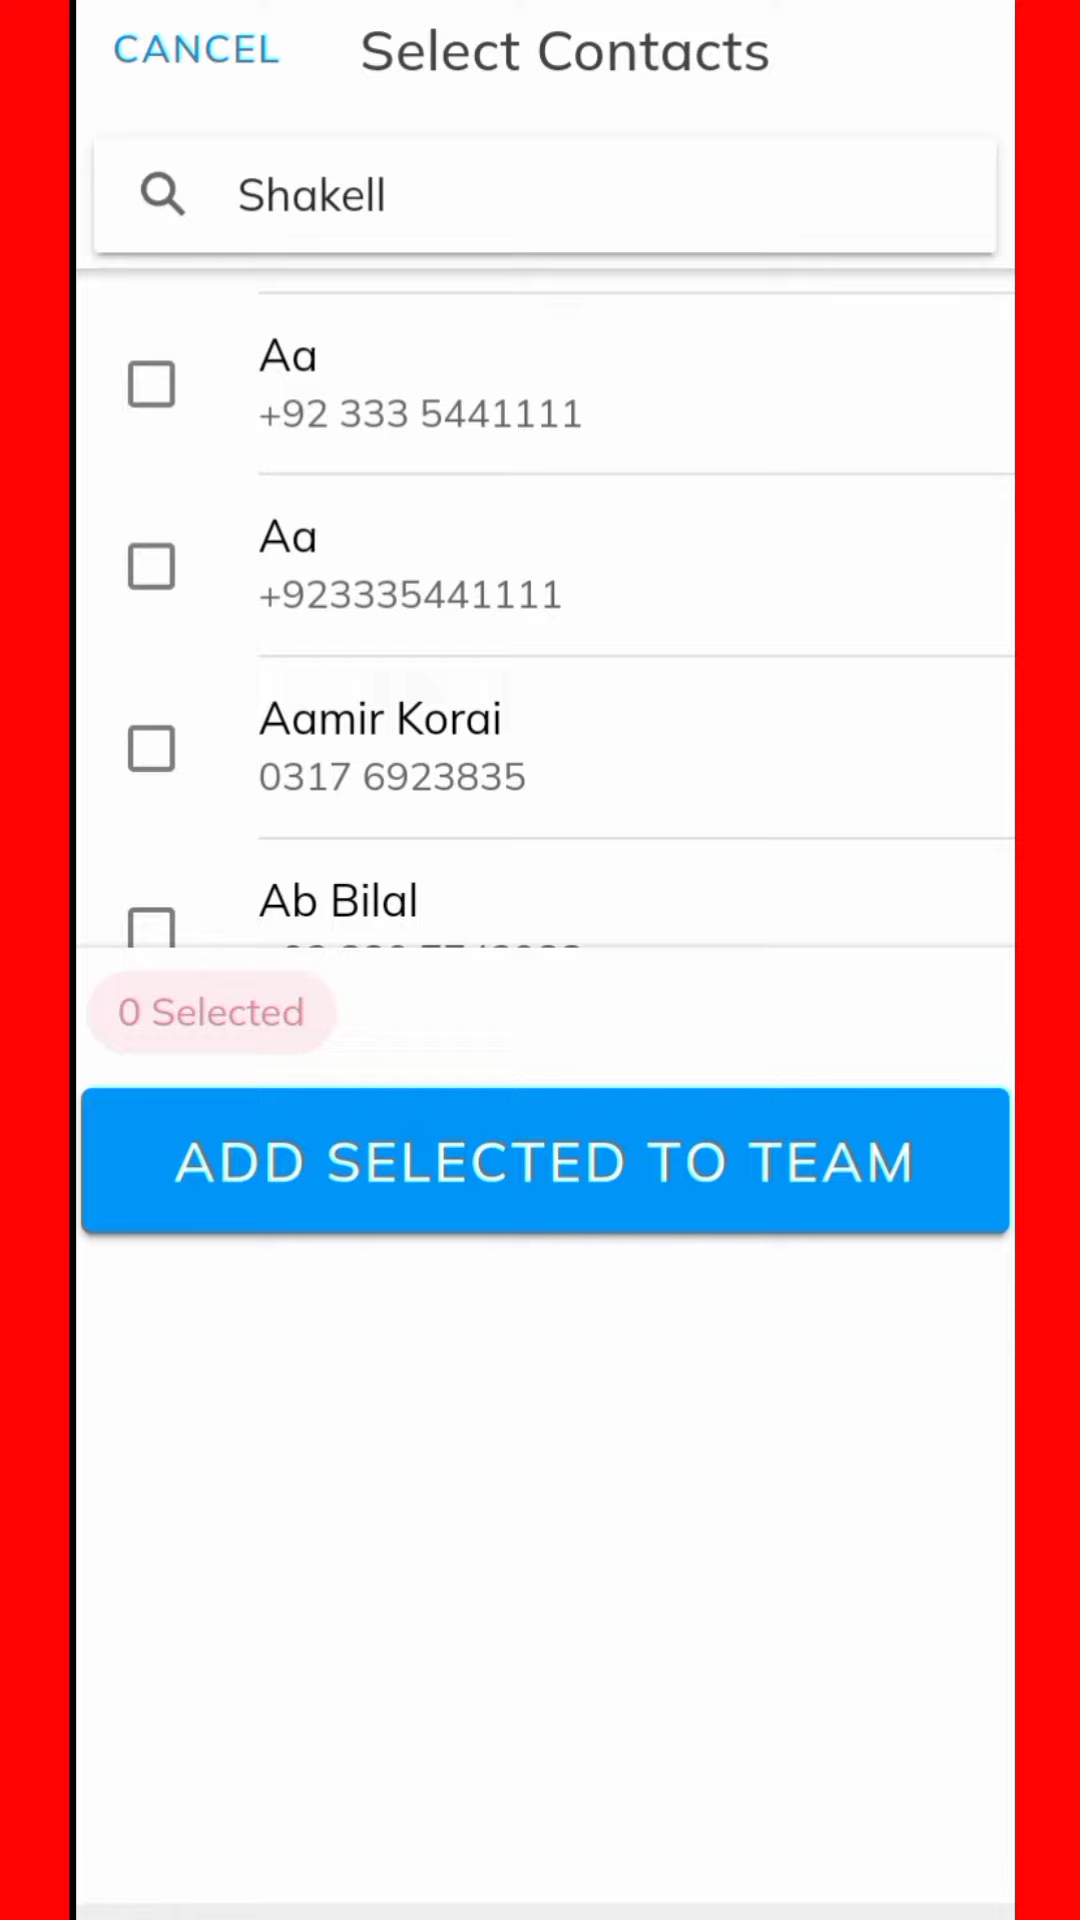 CANCEL
Select Contacts
Shakell
Aa
+92 333 5441111
Aa
+923335441111
Aamir Korai
0317 6923835
Ab Bilal
0 Selected
ADD SELECTED TO TEAM